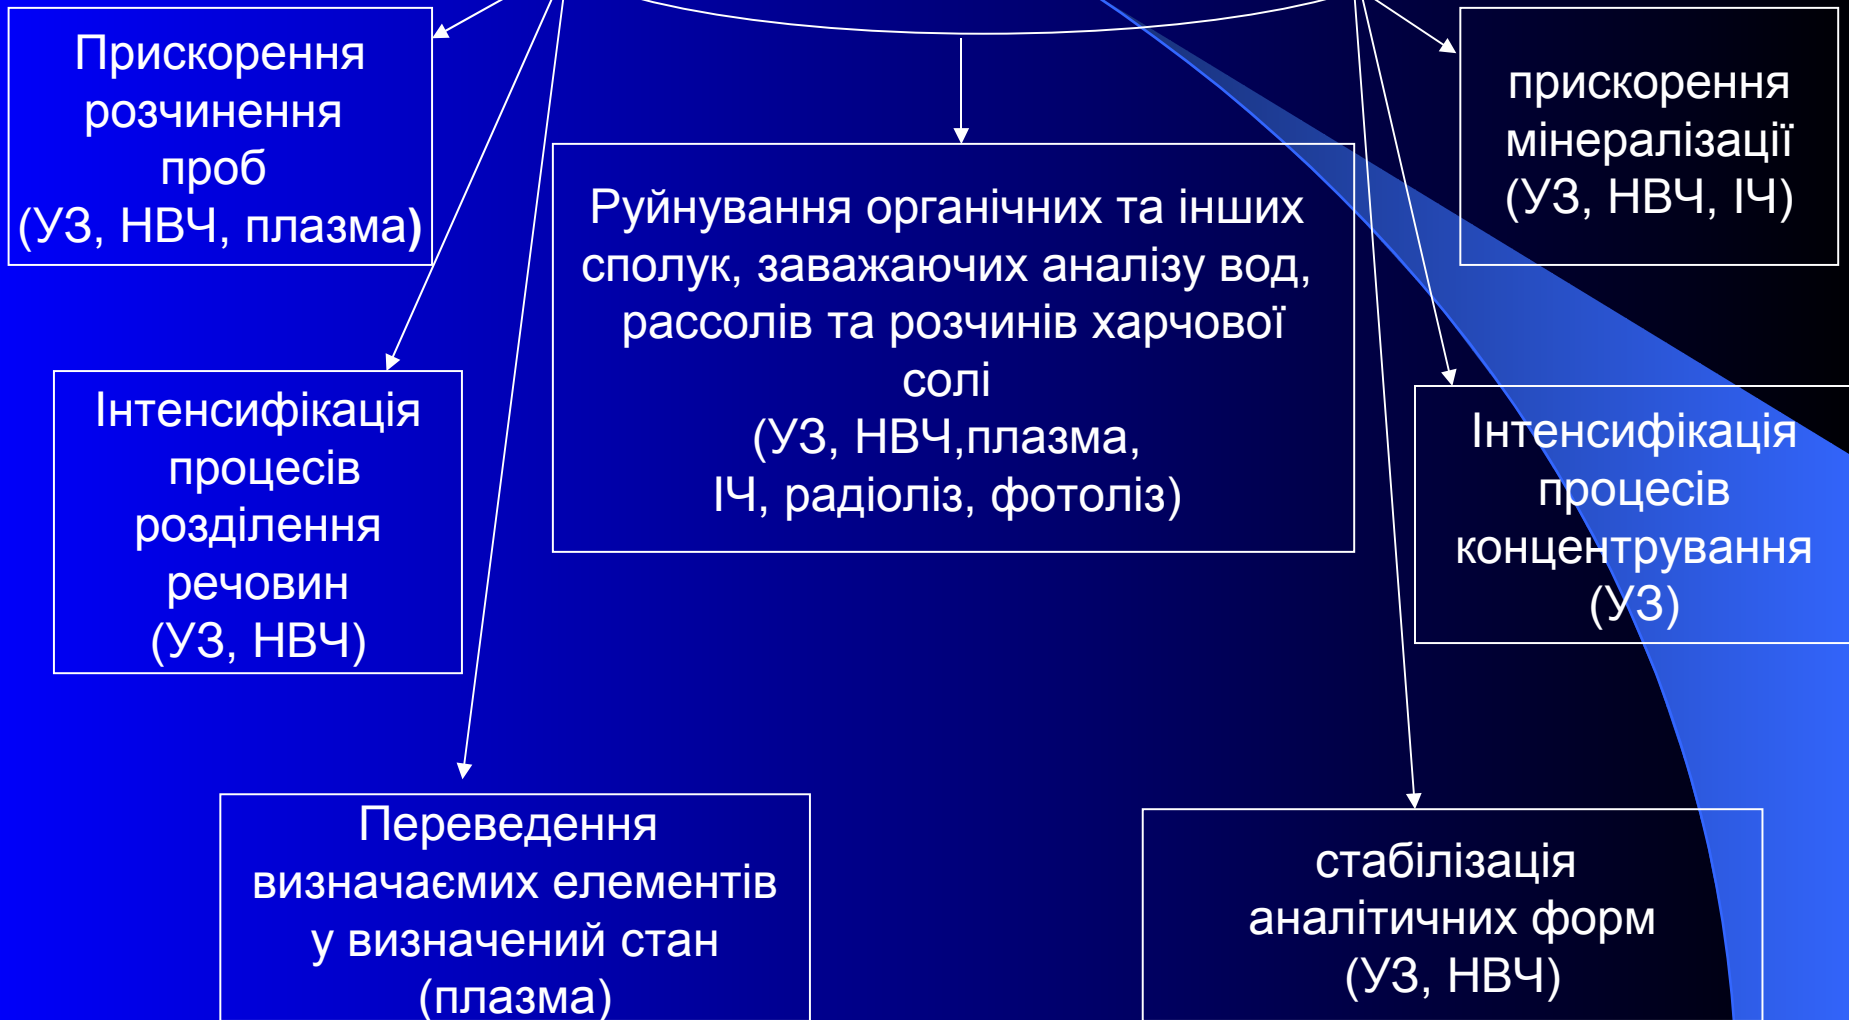 Прискорення
розчинення
проб
(УЗ, НВЧ, плазма)
прискорення
мінералізації
(УЗ, НВЧ, ІЧ)
Руйнування органічних та інших
сполук, заважаючих аналізу вод,
рассолів та розчинів харчової
солі
(УЗ, НВЧ,плазма,
ІЧ, радіоліз, фотоліз)
Інтенсифікація
процесів
розділення
речовин
(УЗ, НВЧ)
Інтенсифікація
процесів
концентрування
(УЗ)
Переведення
визначаємих елементів
у визначений стан
(плазма)
стабілізація
аналітичних форм
(УЗ, НВЧ)